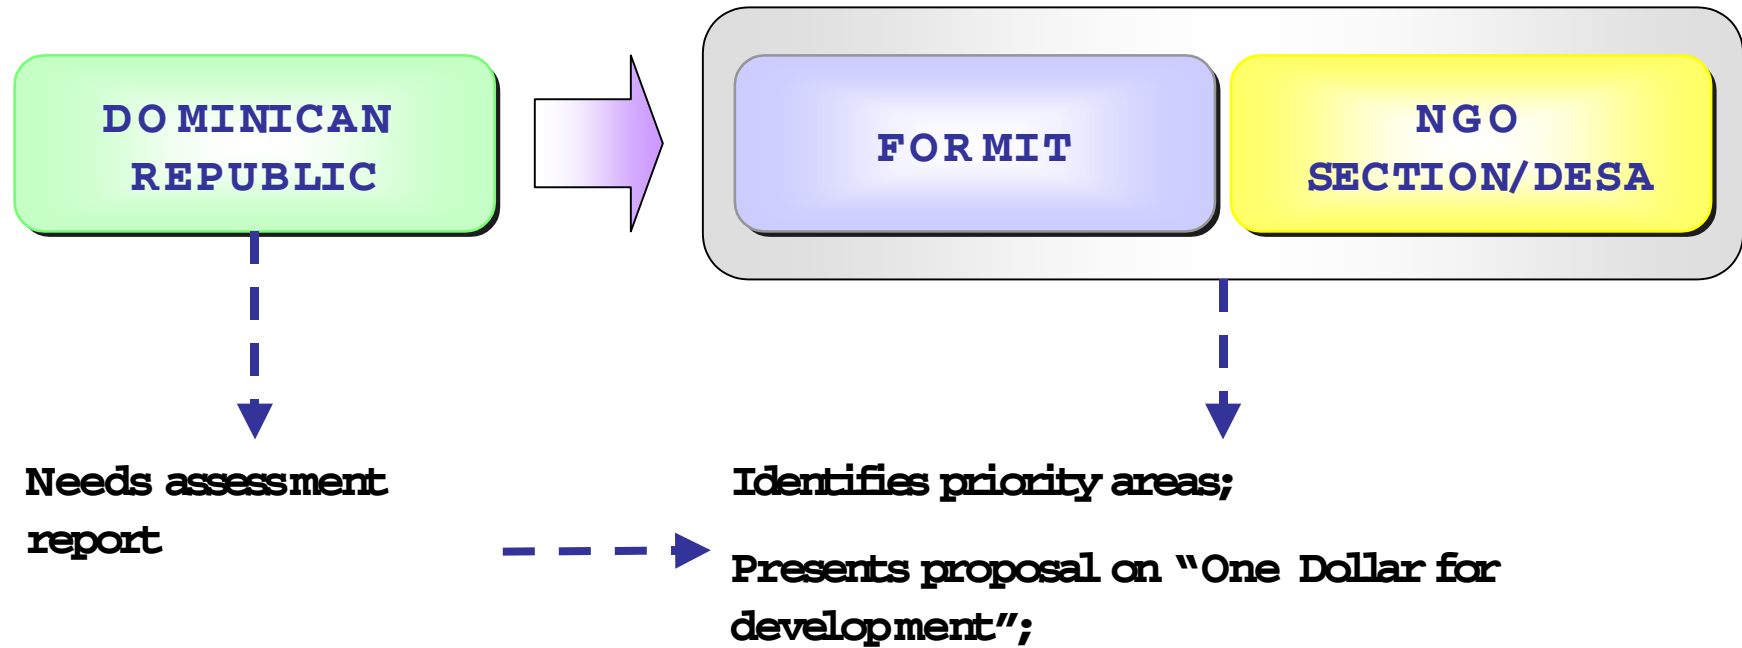 DOMINICAN
REPUBLIC
FORMIT
NGO
SECTION/DESA
Needs assessment
report
Identifies priority areas;
Presents proposal on “One Dollar for
development”;